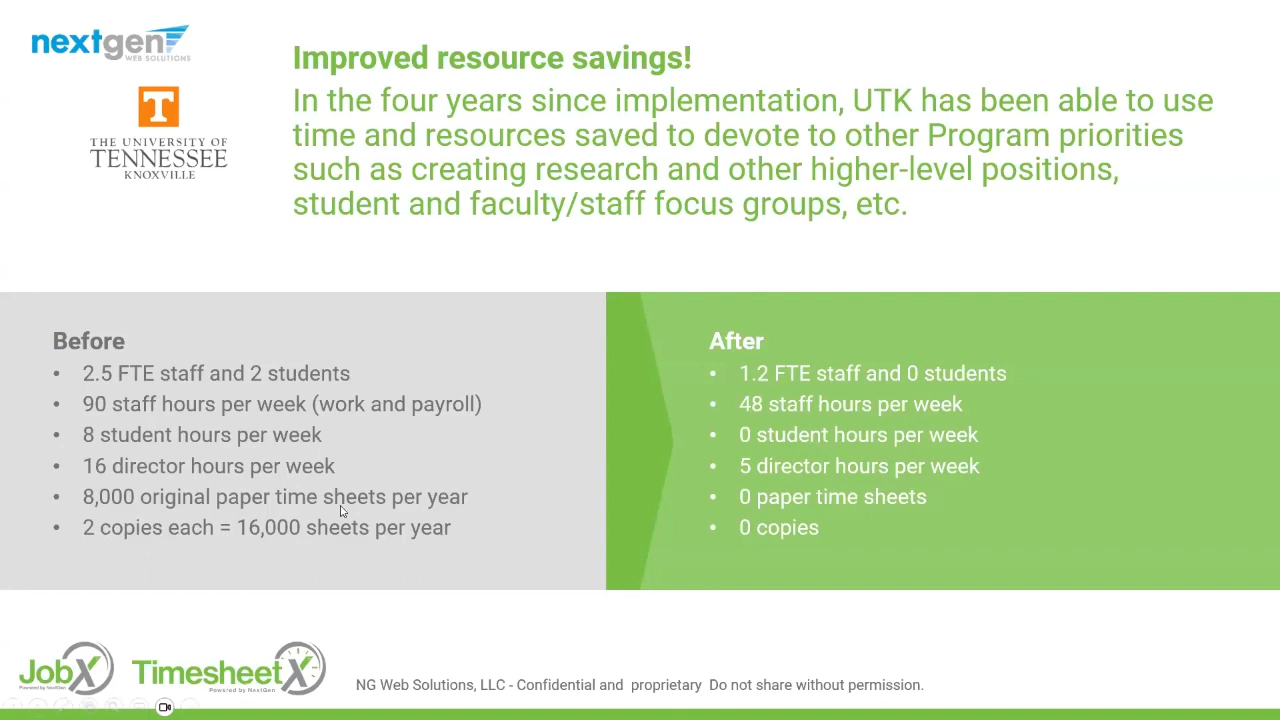 nextgen
WEB SOLUTIONS
T
THE UNIVERSITY OF
TENNESSEE
KNOXVILLE
Improved resource savings!
In the four years since implementation, UTK has been able to use
time and resources saved to devote to other Program priorities
such as creating research and other higher-level positions,
student and faculty/staff focus groups, etc.
Before
• 2.5 FTE staff and 2 students
• 90 staff hours per week (work and payroll)
• 8 student hours per week
• 16 director hours per week
• 8,000 original paper time sheets per year
• 2 copies each = 16,000 sheets per year
After
• 1.2 FTE staff and 0 students
• 48 staff hours per week
• 0 student hours per week
• 5 director hours per week
• 0 paper time sheets
• 0 copies
JobX
Powered by NextGen
TimesheetX
Powered by NextGen
NG Web Solutions, LLC - Confidential and proprietary Do not share without permission.